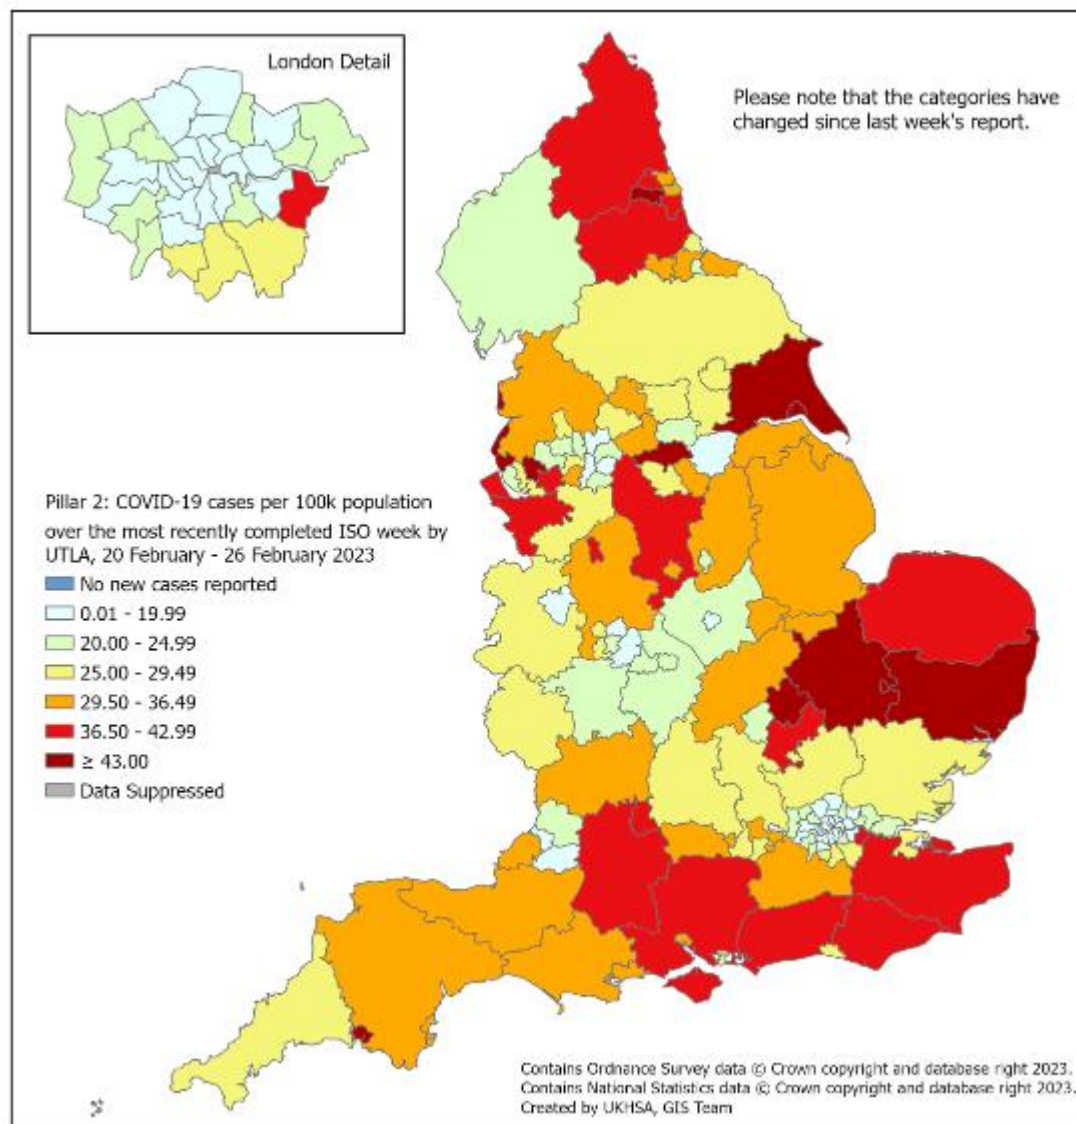 London Detail
Please note that the categories have
changed since last week's report.
Pillar 2: COVID-19 cases per 100k population
over the most recently completed ISO week by
UTLA, 20 February - 26 February 2023
No new cases reported
0.01 - 19.99
20.00 - 24.99
25.00 - 29.49
29.50 - 36.49
36.50 - 42.99
≥ 43.00
Data Suppressed
Contains Ordnance Survey data © Crown copyright and database right 2023.
Contains National Statistics data © Crown copyright and database right 2023.
Created by UKHSA, GIS Team